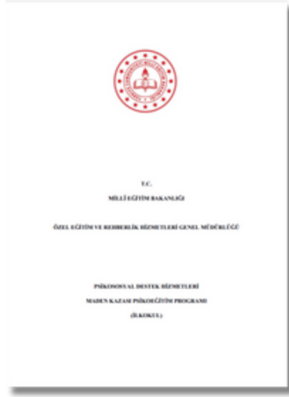 T.C.
MİLLÎ EĞİTİM BAKANLIĞI
ÖZEL EĞİTİM VE REHBERLİK HİZMETLERİ GENEL MÜDÜRLÜĞÜ
PSİKOSOSYAL DESTEK HİZMETLERİ
MADEN KAZASI PSİKOEĞİTİM PROGRAMI
(İLKOKUL)